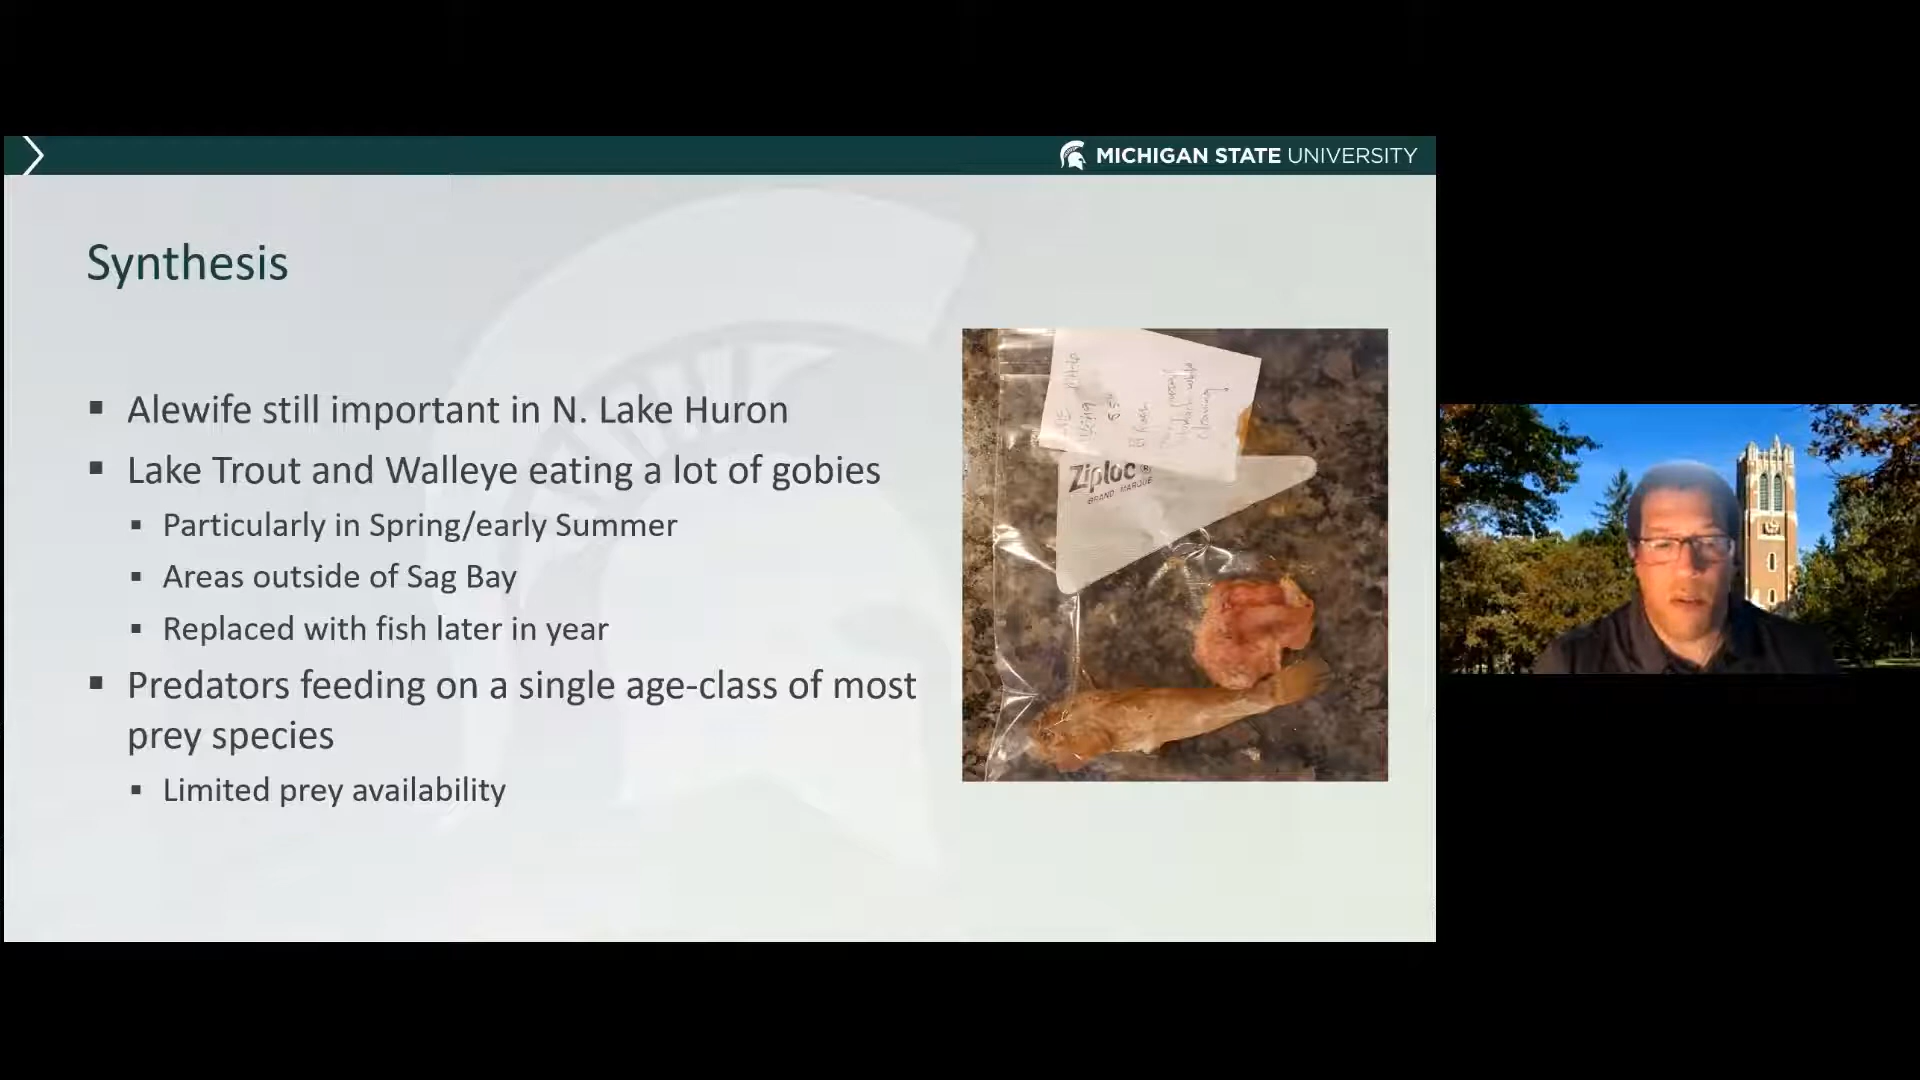 MICHIGAN STATE UNIVERSITY
Synthesis
▪ Alewife still important in N. Lake Huron
▪ Lake Trout and Walleye eating a lot of gobies
▪ Particularly in Spring/early Summer
▪ Areas outside of Sag Bay
▪ Replaced with fish later in year
▪ Predators feeding on a single age-class of most
prey species
▪ Limited prey availability
Ziploc®
BRAND MARQUE
cleaning